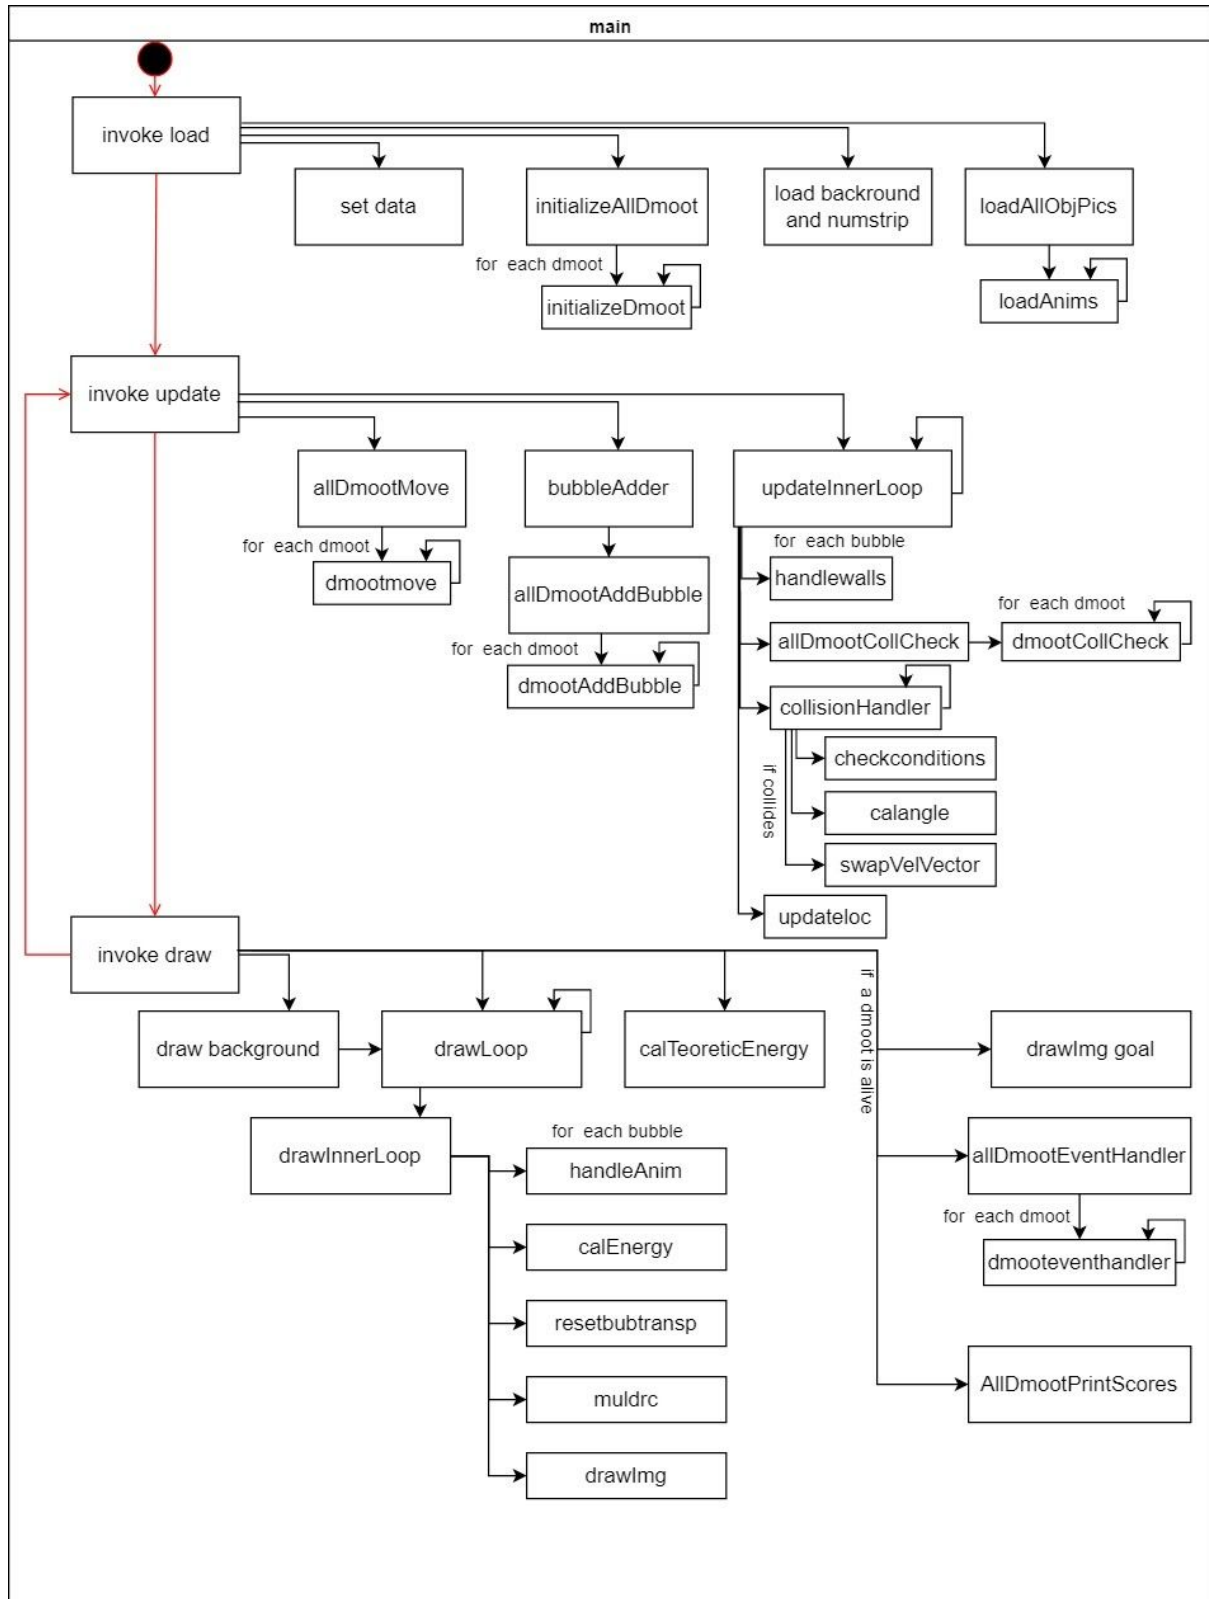 main
invoke load
set data
initializeAllDmoot
load backround
and numstrip
loadAllObjPics
for each dmoot
initializeDmoot
loadAnims
invoke update
allDmootMove
bubbleAdder
updateInnerLoop
for each dmoot
dmootmove
for each bubble
handlewalls
allDmootAddBubble
for each dmoot
allDmootCollCheck
dmootCollCheck
for each dmoot
dmootAddBubble
collisionHandler
if collides
checkconditions
calangle
swapVelVector
updateloc
invoke draw
if a dmoot is alive
draw background
drawLoop
calTeoreticEnergy
drawImg goal
drawInnerLoop
for each bubble
handleAnim
allDmootEventHandler
for each dmoot
calEnergy
dmooteventhandler
resetbubtransp
muldrc
AllDmootPrintScores
drawImg